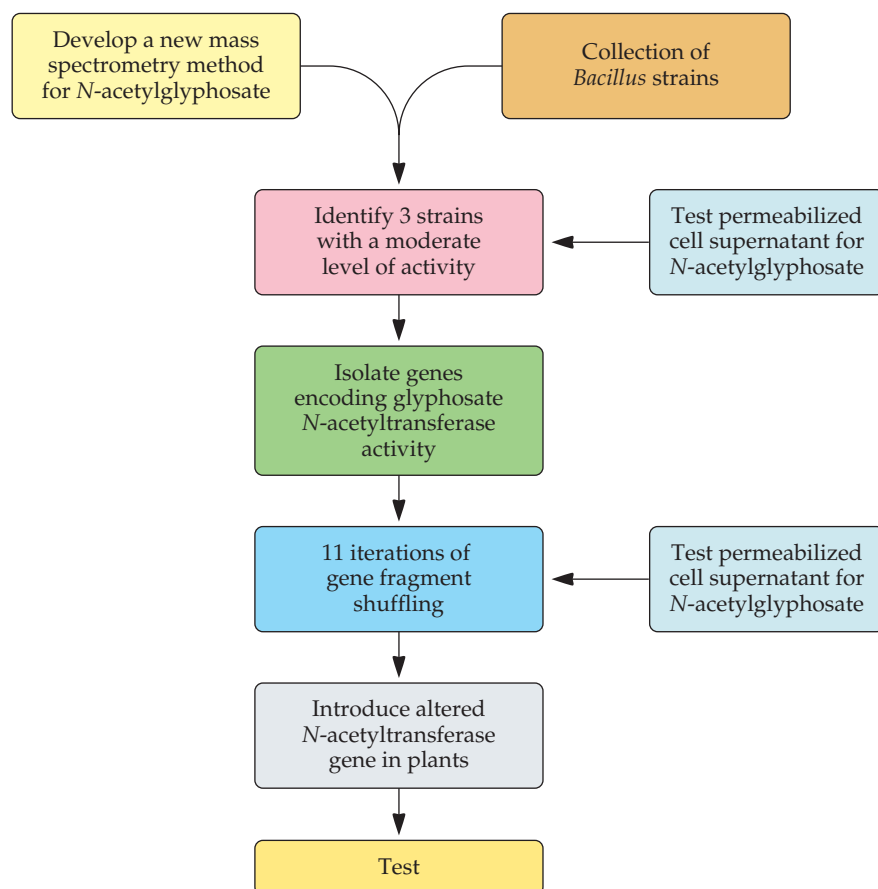 Develop a new mass
spectrometry method
for N-acetylglyphosate
Collection of
Bacillus strains
Identify 3 strains
with a moderate
level of activity
Test permeabilized
cell supernatant for
N-acetylglyphosate
Isolate genes
encoding glyphosate
N-acetyltransferase
activity
11 iterations of
gene fragment
shuffling
Test permeabilized
cell supernatant for
N-acetylglyphosate
Introduce altered
N-acetyltransferase
gene in plants
Test